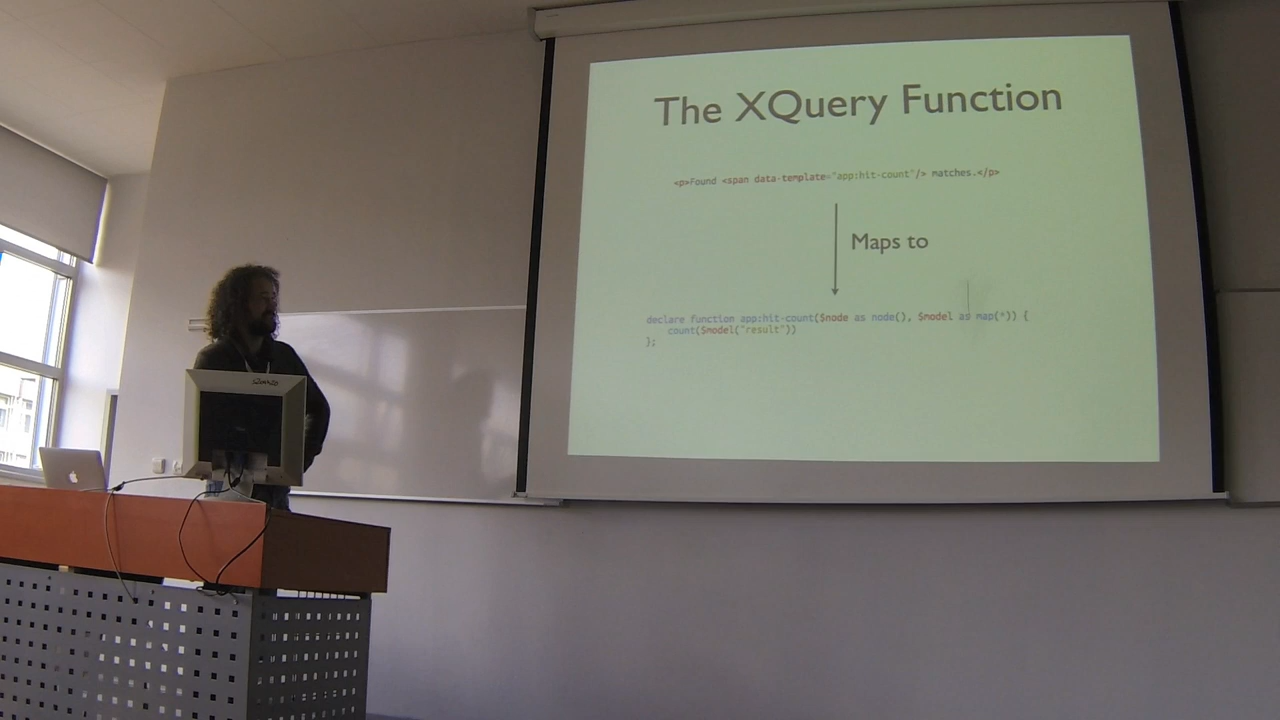 The XQuery Function
<p>Found <span data-template="app:hit-count"/> matches.</p>
Maps to
declare function app:hit-count($node as node(), $model as map(*)) {
count($model("result"))
};